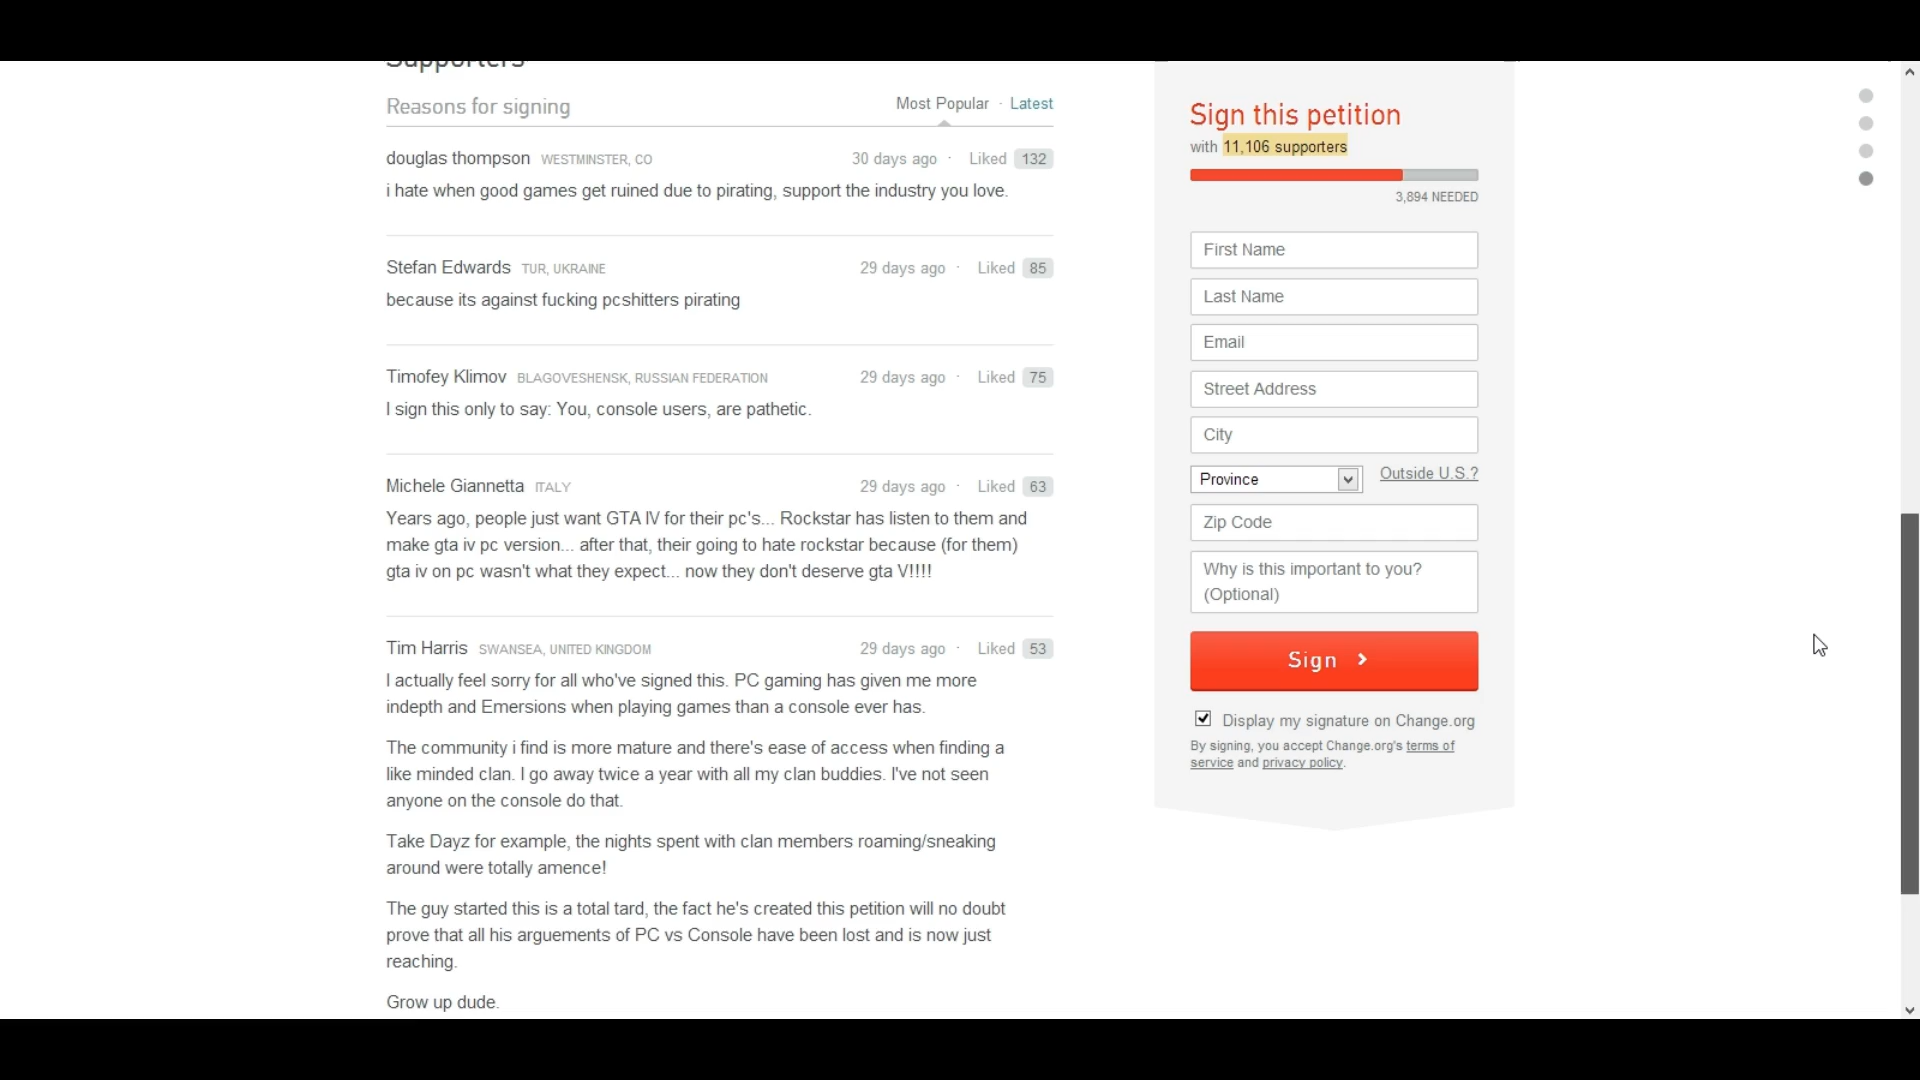 Supporters
Reasons for signing
Most Popular · Latest
douglas thompson WESTMINSTER, CO 30 days ago · Liked 132
i hate when good games get ruined due to pirating, support the industry you love.
Stefan Edwards TUR, UKRAINE 29 days ago · Liked 85
because its against fucking pcshitters pirating
Timofey Klimov BLAGOVESHENSK, RUSSIAN FEDERATION 29 days ago · Liked 75
I sign this only to say: You, console users, are pathetic.
Michele Giannetta ITALY 29 days ago · Liked 63
Years ago, people just want GTA IV for their pc's... Rockstar has listen to them and
make gta iv pc version... after that, their going to hate rockstar because (for them)
gta iv on pc wasn't what they expect... now they don't deserve gta V!!!!
Tim Harris SWANSEA, UNITED KINGDOM 29 days ago · Liked 53
I actually feel sorry for all who've signed this. PC gaming has given me more
indepth and Emersions when playing games than a console ever has.
The community i find is more mature and there's ease of access when finding a
like minded clan. I go away twice a year with all my clan buddies. I've not seen
anyone on the console do that.
Take Dayz for example, the nights spent with clan members roaming/sneaking
around were totally amence!
The guy started this is a total tard, the fact he's created this petition will no doubt
prove that all his arguements of PC vs Console have been lost and is now just
reaching.
Grow up dude.
Sign this petition
with 11,106 supporters
3,894 NEEDED
First Name
Last Name
Email
Street Address
City
Province
Outside U.S.?
Zip Code
Why is this important to you?
(Optional)
Sign
Display my signature on Change.org
By signing, you accept Change.org's terms of
service and privacy policy.